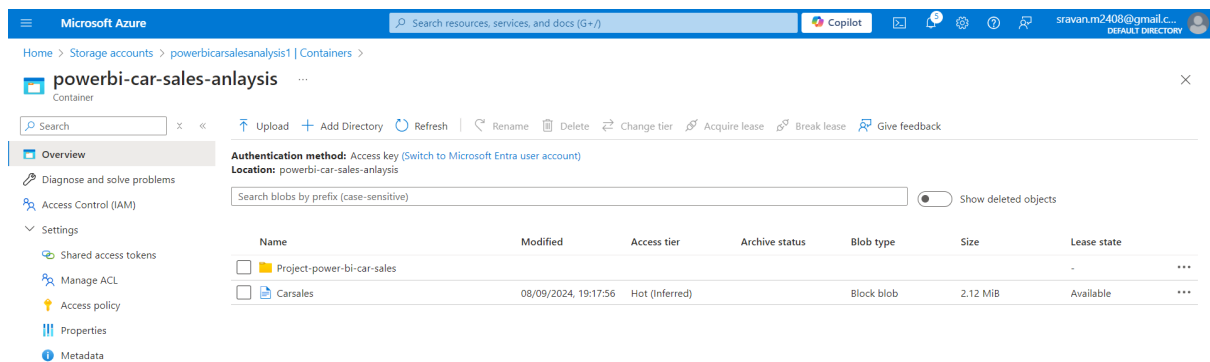 Microsoft Azure
Search resources, services, and docs (G+/)
Copilot
5
sravan.m2408@gmail.c...
DEFAULT DIRECTORY
Home > Storage accounts > powerbicarsalesanalysis1 | Containers >
powerbi-car-sales-anlaysis ...
Container
Search
Upload Add Directory Refresh Rename Delete Change tier Acquire lease Break lease Give feedback
Overview
Diagnose and solve problems
Access Control (IAM)
Settings
Shared access tokens
Manage ACL
Access policy
Properties
Metadata
Authentication method: Access key (Switch to Microsoft Entra user account)
Location: powerbi-car-sales-anlaysis
Search blobs by prefix (case-sensitive)
Show deleted objects
Name Modified Access tier Archive status Blob type Size Lease state
Project-power-bi-car-sales - ...
Carsales 08/09/2024, 19:17:56 Hot (Inferred) Block blob 2.12 MiB Available ...